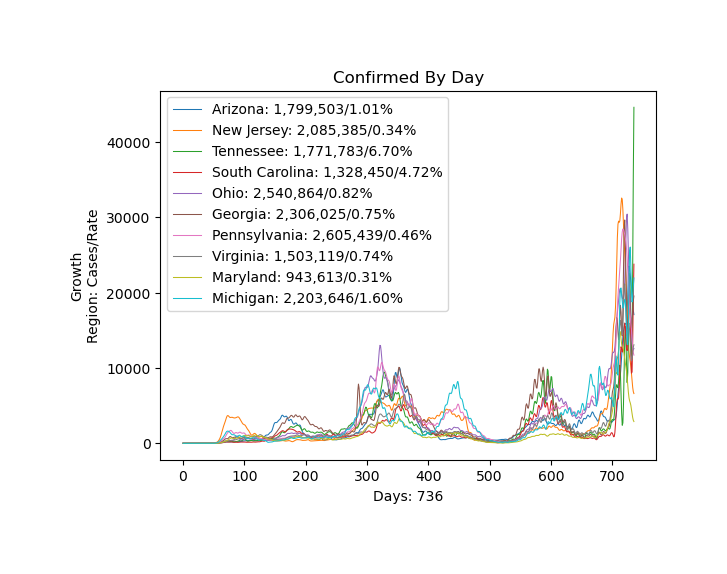 Confirmed By Day
Arizona: 1,799,503/1.01%
New Jersey: 2,085,385/0.34%
Tennessee: 1,771,783/6.70%
South Carolina: 1,328,450/4.72%
Ohio: 2,540,864/0.82%
Georgia: 2,306,025/0.75%
Pennsylvania: 2,605,439/0.46%
Virginia: 1,503,119/0.74%
Maryland: 943,613/0.31%
Michigan: 2,203,646/1.60%
40000
30000
20000
10000
0
Growth
Region: Cases/Rate
0 100 200 300 400 500 600 700
Days: 736